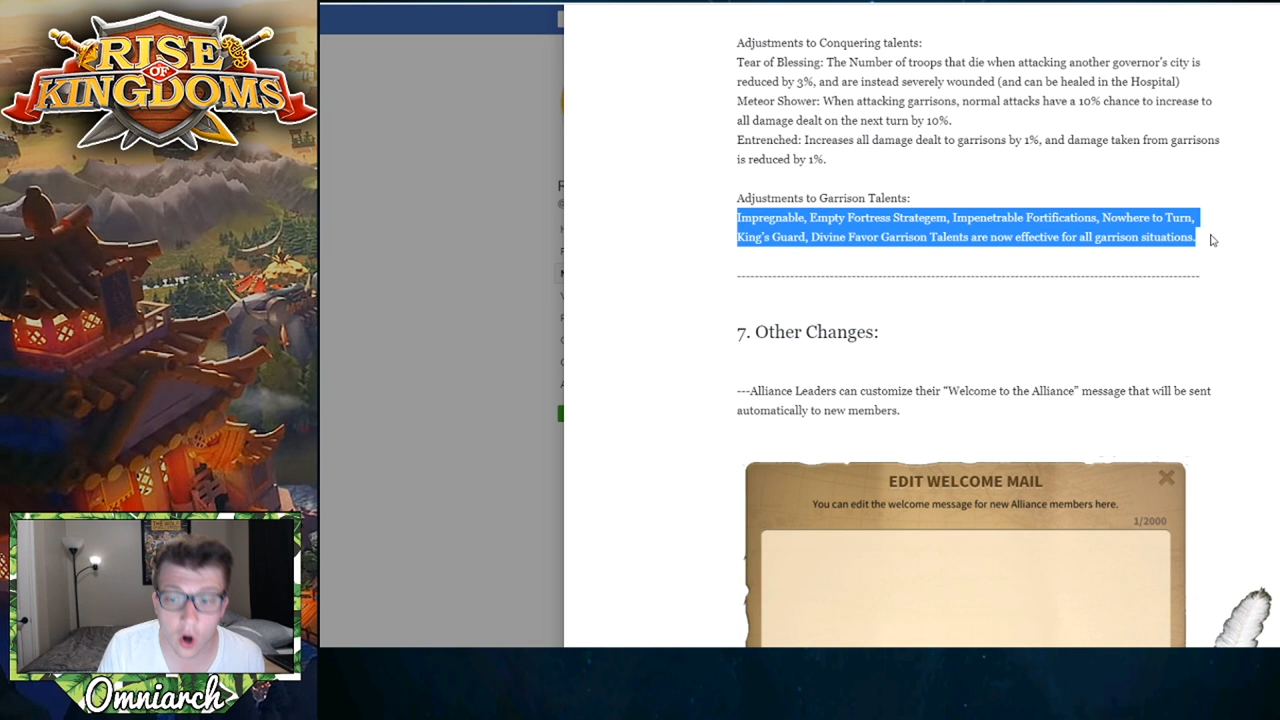 RISE
OF
KINGDOMS
Adjustments to Conquering talents:
Tear of Blessing: The Number of troops that die when attacking another governor's city is
reduced by 3%, and are instead severely wounded (and can be healed in the Hospital)
Meteor Shower: When attacking garrisons, normal attacks have a 10% chance to increase to
all damage dealt on the next turn by 10%.
Entrenched: Increases all damage dealt to garrisons by 1%, and damage taken from garrisons
is reduced by 1%.
Adjustments to Garrison Talents:
Impregnable, Empty Fortress Strategem, Impenetrable Fortifications, Nowhere to Turn,
King's Guard, Divine Favor Garrison Talents are now effective for all garrison situations.
--------------------------------------------------------------------------------------------
7. Other Changes:
---Alliance Leaders can customize their “Welcome to the Alliance” message that will be sent
automatically to new members.
EDIT WELCOME MAIL
You can edit the welcome message for new Alliance members here.
1/2000
Omniarch